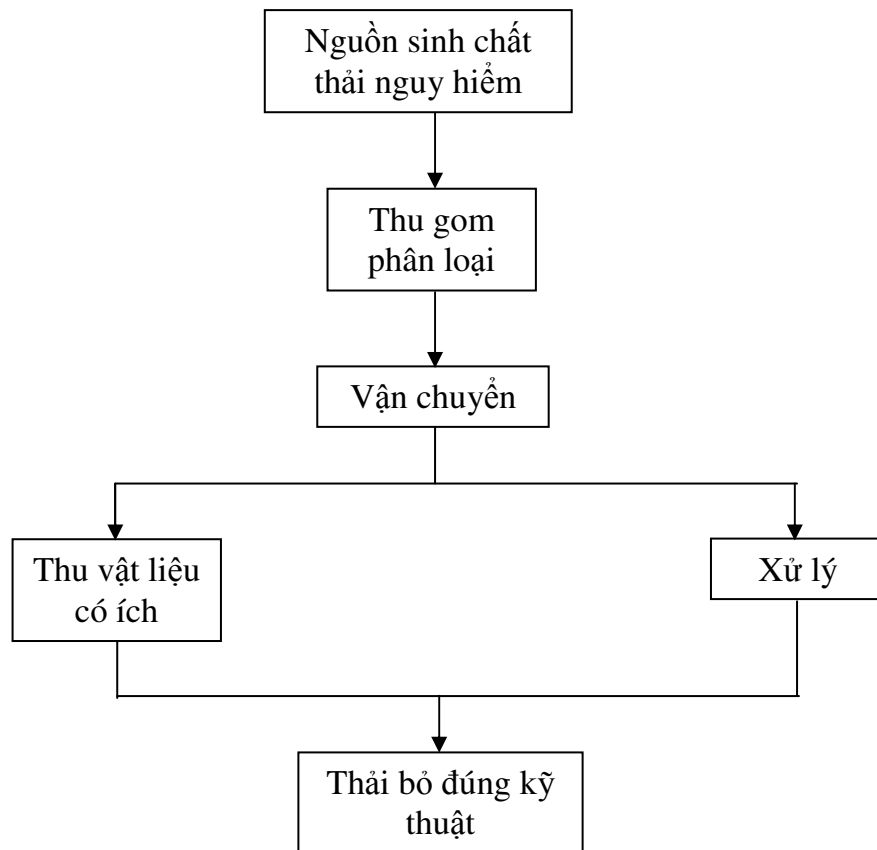 Nguồn sinh chất
thải nguy hiểm
Thu gom
phân loại
Vận chuyển
Thu vật liệu
có ích
Xử lý
Thải bỏ đúng kỹ
thuật